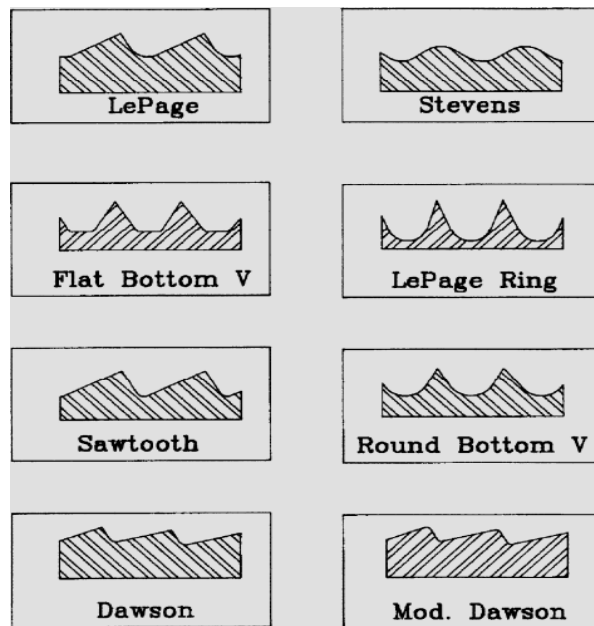 LePage
Stevens
Flat Bottom V
LePage Ring
Sawtooth
Round Bottom V
Dawson
Mod. Dawson